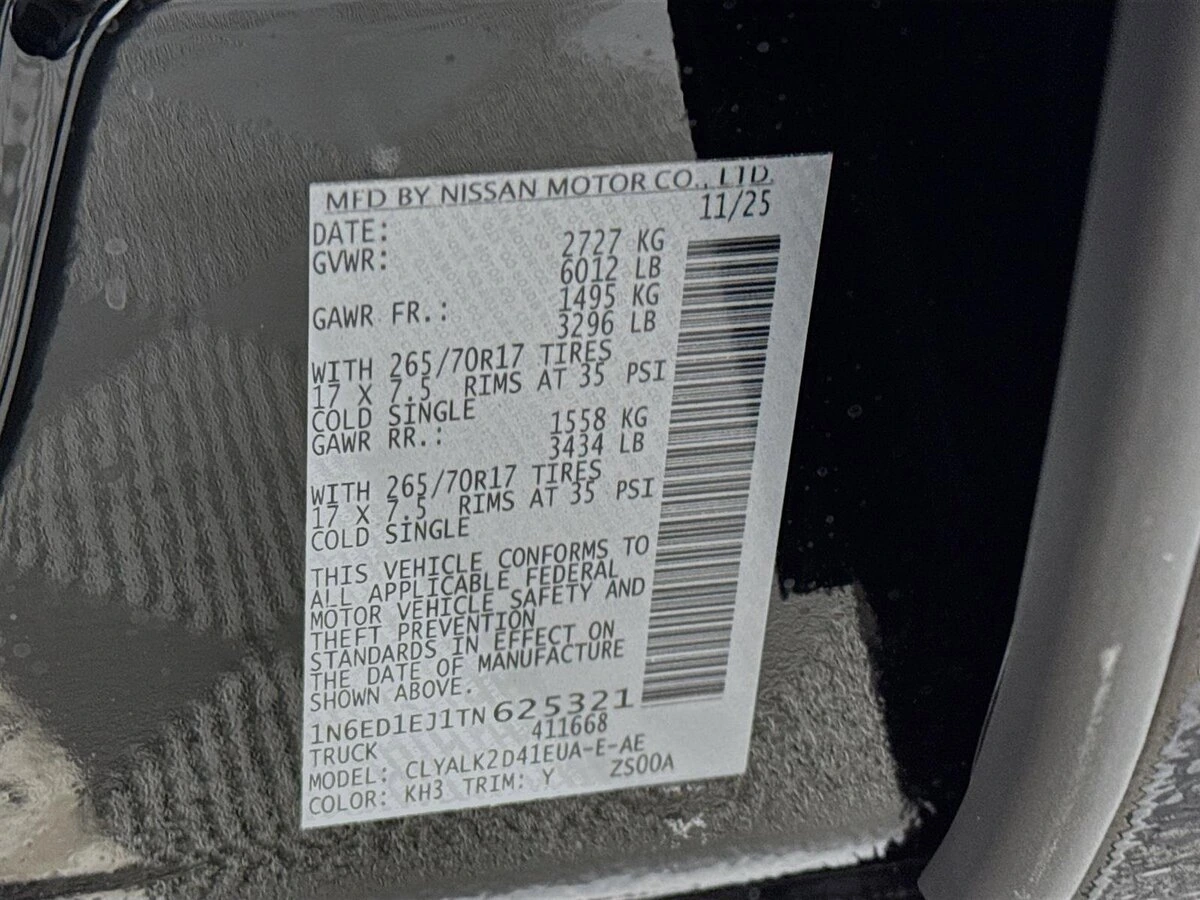 MFD BY NISSAN MOTOR CO., LTD.
DATE: 11/25
GVWR: 2727 KG
6012 LB
GAWR FR.: 1495 KG
3296 LB
WITH 265/70R17 TIRES
17 X 7.5 RIMS AT 35 PSI
COLD SINGLE
GAWR RR.: 1558 KG
3434 LB
WITH 265/70R17 TIRES
17 X 7.5 RIMS AT 35 PSI
COLD SINGLE
THIS VEHICLE CONFORMS TO
ALL APPLICABLE FEDERAL
MOTOR VEHICLE SAFETY AND
THEFT PREVENTION
STANDARDS IN EFFECT ON
THE DATE OF MANUFACTURE
SHOWN ABOVE.
1N6ED1EJ1TN625321
TRUCK 411668
MODEL: CLYALK2D41EUA-E-AE
COLOR: KH3 TRIM: Y ZS00A